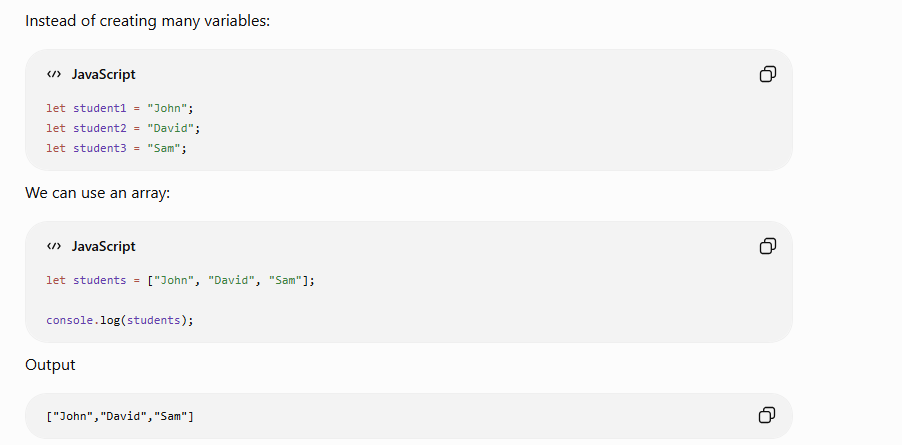 Instead of creating many variables:
JavaScript
let student1 = "John";
let student2 = "David";
let student3 = "Sam";
We can use an array:
JavaScript
let students = ["John", "David", "Sam"];
console.log(students);
Output
["John","David","Sam"]